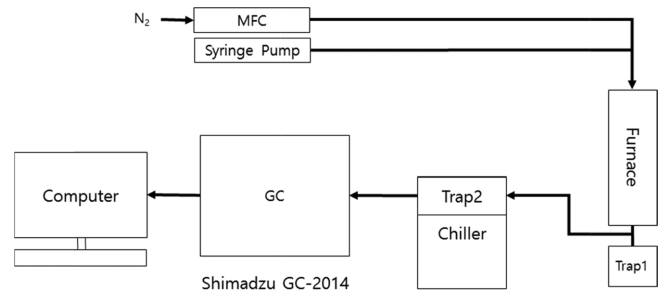 N₂
MFC
Syringe Pump
Furnace
Computer
GC
Trap2
Chiller
Trap1
Shimadzu GC-2014